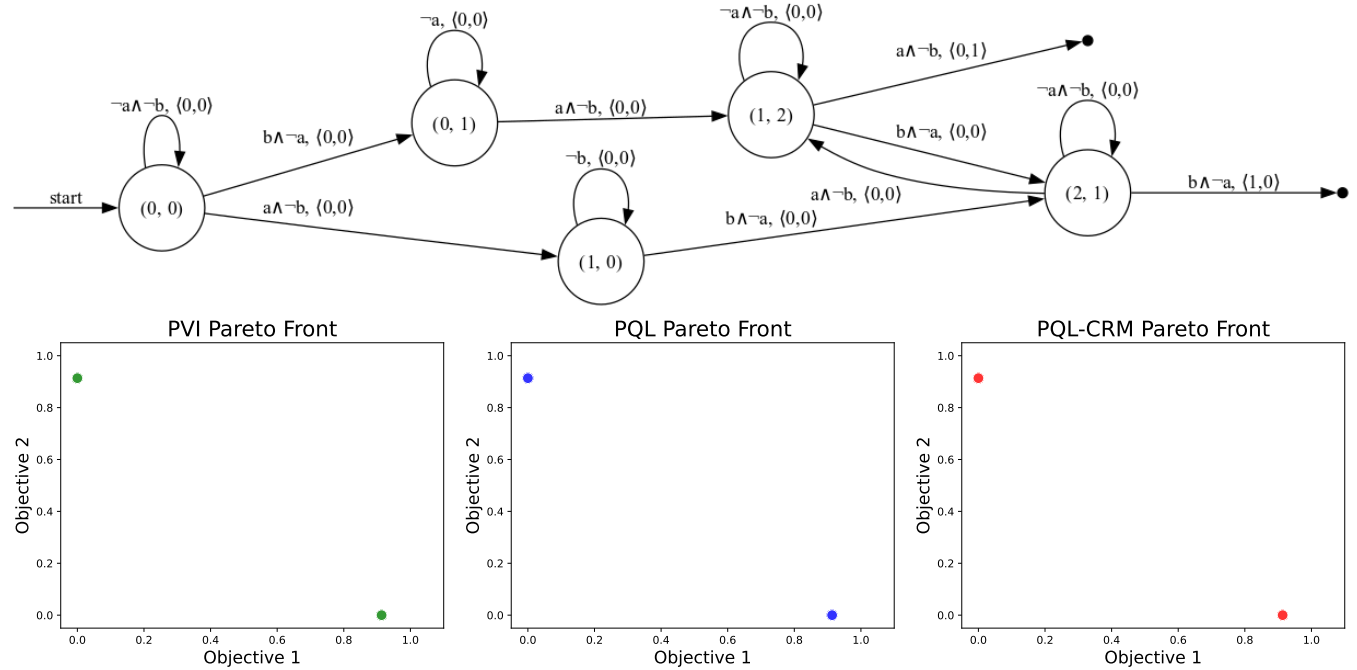 ¬a, ⟨0,0⟩
¬a∧¬b, ⟨0,0⟩
a∧¬b, ⟨0,1⟩
¬a∧¬b, ⟨0,0⟩
¬a∧¬b, ⟨0,0⟩
a∧¬b, ⟨0,0⟩
(1, 2)
(0, 1)
b∧¬a, ⟨0,0⟩
b∧¬a, ⟨0,0⟩
¬b, ⟨0,0⟩
b∧¬a, ⟨1,0⟩
start
(0, 0)
a∧¬b, ⟨0,0⟩
a∧¬b, ⟨0,0⟩
(2, 1)
b∧¬a, ⟨0,0⟩
(1, 0)
PVI Pareto Front
1.0
0.8
0.6
0.4
0.2
0.0
Objective 2
0.0 0.2 0.4 0.6 0.8 1.0
Objective 1
PQL Pareto Front
1.0
0.8
0.6
0.4
0.2
0.0
Objective 2
0.0 0.2 0.4 0.6 0.8 1.0
Objective 1
PQL-CRM Pareto Front
1.0
0.8
0.6
0.4
0.2
0.0
Objective 2
0.0 0.2 0.4 0.6 0.8 1.0
Objective 1